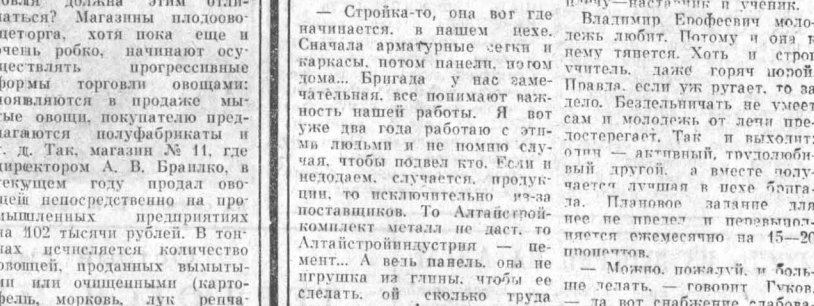 должна этим отли-
чаться? Магазины плодоово-
щеторга, хотя пока еще и
очень робко, начинают осу-
ществлять прогрессивные
формы торговли овощами:
появляются в продаже мы-
тые овощи, покупателю пред-
лагаются полуфабрикаты и
т. д. Так, магазин № 11, где
директором А. В. Браилко, в
текущем году продал ово-
щей непосредственно на про-
мышленных предприятиях
на 102 тысячи рублей. В тон-
нах исчисляется количество
овощей, проданных вымыты-
ми или очищенными (карто-
фель, морковь, лук репча-
— Стройка-то, она вот где
начинается, в нашем цехе.
Сначала арматурные сетки и
каркасы, потом панели, потом
дома... Бригада у нас заме-
чательная, все понимают важ-
ность нашей работы. Я вот
уже два года работаю с эти-
ми людьми и не помню слу-
чая, чтобы подвел кто. Если и
недодаем, случается, продук-
ции, то исключительно из-за
поставщиков. То Алтайстрой-
комплект металл не даст, то
Алтайстройиндустрия — це-
мент... А ведь панель, она не
игрушка из глины, чтобы ее
сделать, ой сколько труда
наставник и ученик.
Владимир Ерофеевич моло-
дежь любит. Потому и она к
нему тянется. Хоть и строг
учитель, даже горяч порой.
Правда, если уж ругает, то за
дело. Бездельничать не умеет
сам и молодежь от лени пре-
достерегает. Так и выходит:
один — активный, трудолюби-
вый другой, а вместе полу-
чается лучшая в цехе брига-
да. Плановое задание для
нее не предел и перевыпол-
няется ежемесячно на 15—20
процентов.
— Можно, пожалуй, и боль-
ше делать, — говорит Гуков,
— да вот снабжение слабова-